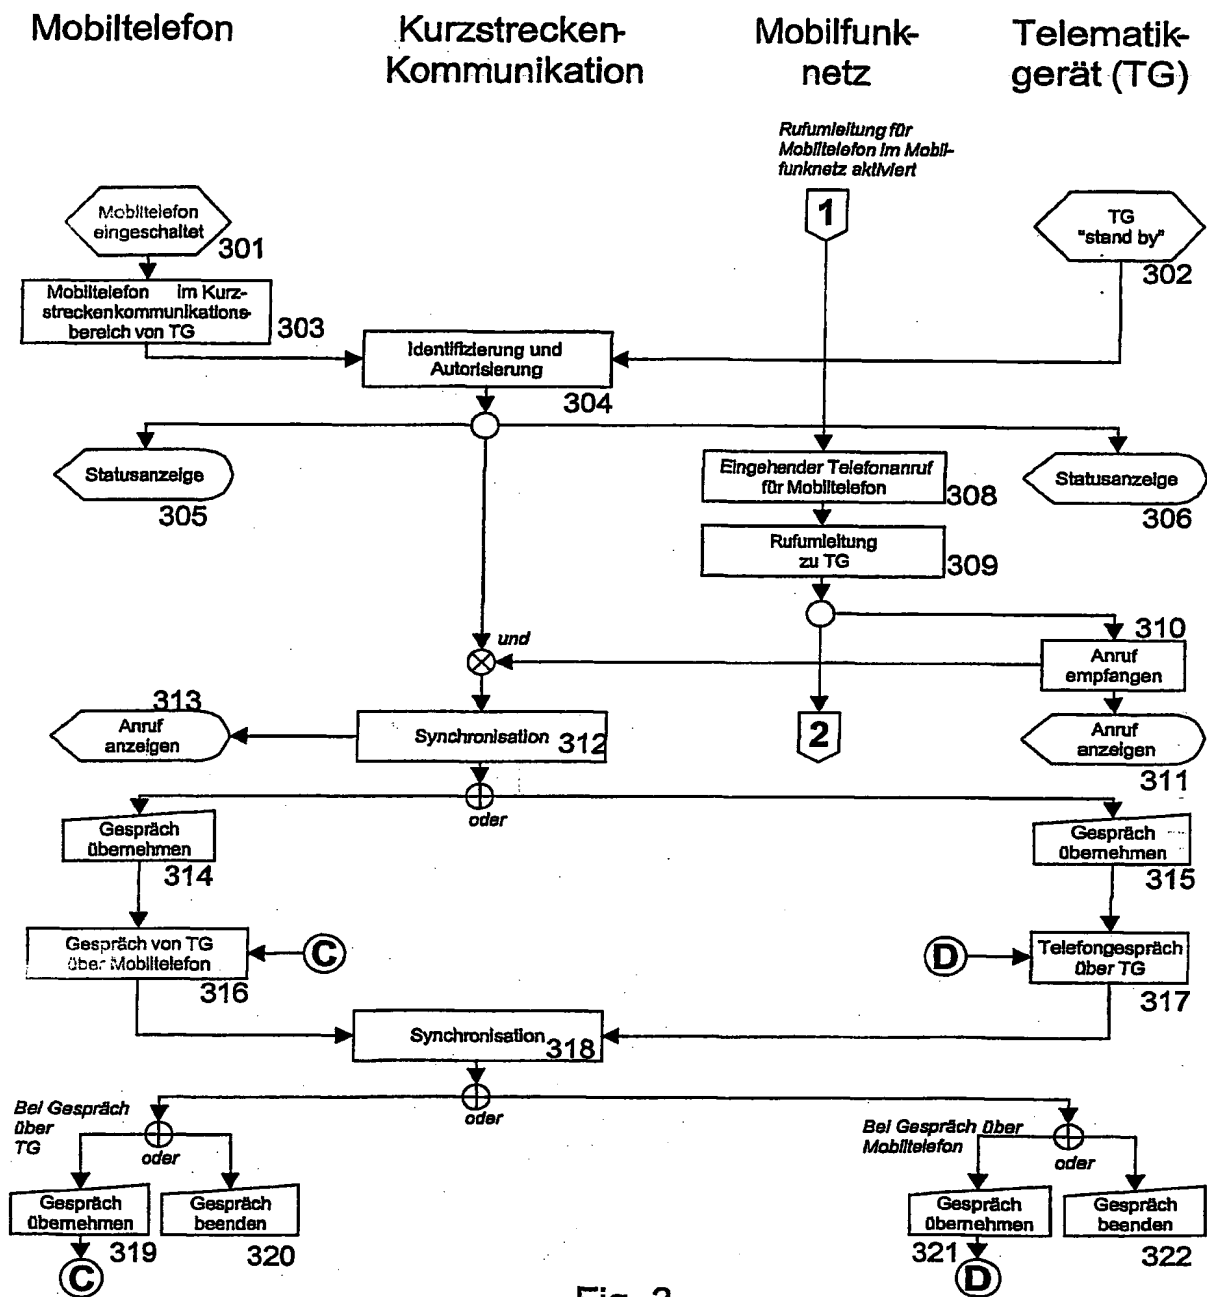 Mobiltelefon
Kurzstrecken-
Kommunikation
Mobilfunk-
netz
Telematik-
gerät (TG)
Rufumleitung für
Mobiltelefon im Mobil-
funknetz aktiviert
Mobiltelefon
eingeschaltet
301
1
TG
"stand by"
302
Mobiltelefon im Kurz-
streckenkommunikations-
bereich von TG
303
Identifizierung und
Autorisierung
304
Statusanzeige
305
Eingehender Telefonanruf
für Mobiltelefon
308
Statusanzeige
306
Rufumleitung
zu TG
309
310
und
Anruf
empfangen
313
Anruf
anzeigen
Synchronisation
312
2
Anruf
anzeigen
311
oder
Gespräch
übernehmen
314
Gespräch
übernehmen
315
Gespräch von TG
über Mobiltelefon
316
C
D
Telefongespräch
über TG
317
Synchronisation
318
oder
Bei Gespräch
über
TG
oder
Bei Gespräch über
Mobiltelefon
oder
Gespräch
übernehmen
319
Gespräch
beenden
320
Gespräch
übernehmen
321
Gespräch
beenden
322
C
D